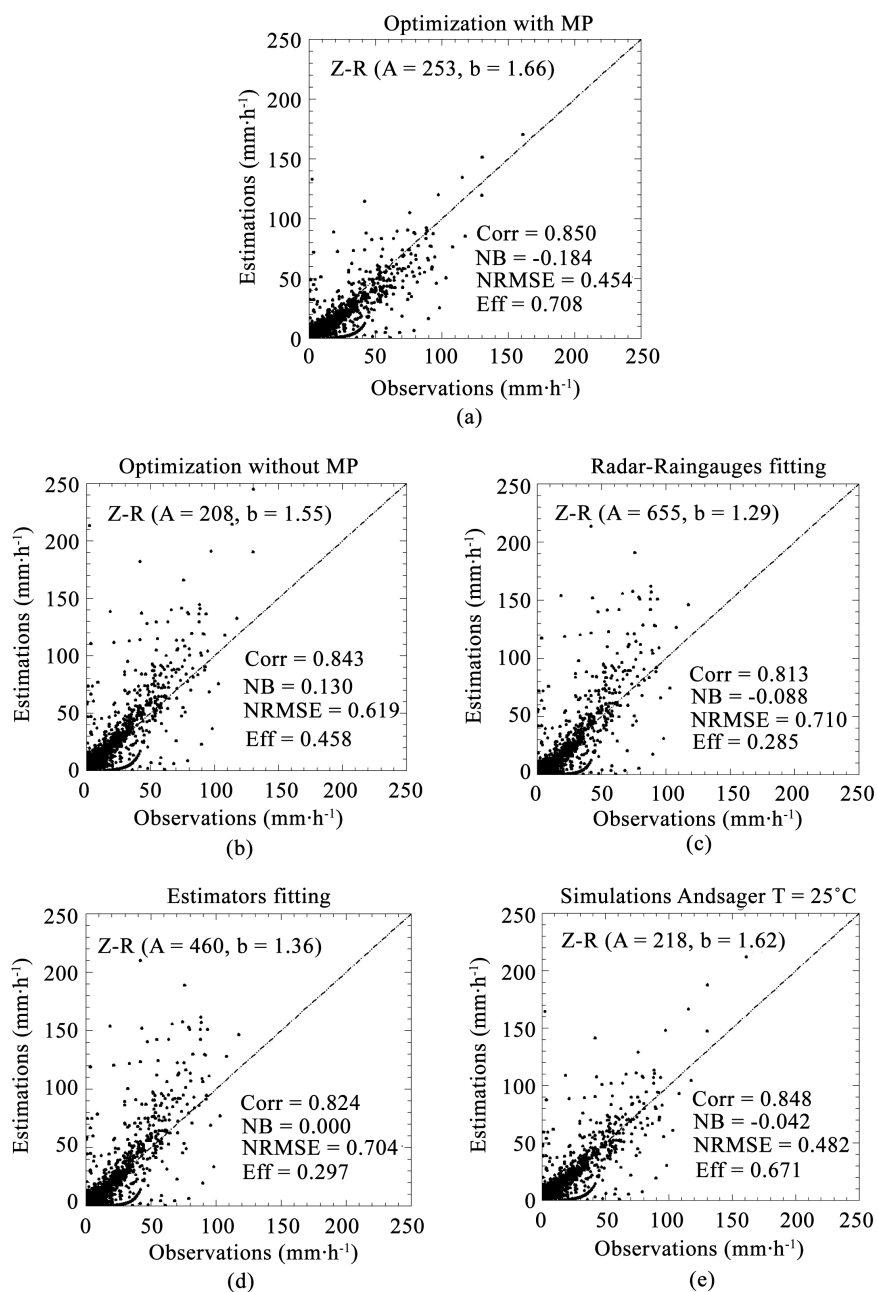 Optimization with MP
Z-R (A = 253, b = 1.66)
Corr = 0.850
NB = -0.184
NRMSE = 0.454
Eff = 0.708
Estimations (mm·h-1)
250
200
150
100
50
0
0 50 100 150 200 250
Observations (mm·h-1)
(a)
Optimization without MP
Z-R (A = 208, b = 1.55)
Corr = 0.843
NB = 0.130
NRMSE = 0.619
Eff = 0.458
Estimations (mm·h-1)
250
200
150
100
50
0
0 50 100 150 200 250
Observations (mm·h-1)
(b)
Radar-Raingauges fitting
Z-R (A = 655, b = 1.29)
Corr = 0.813
NB = -0.088
NRMSE = 0.710
Eff = 0.285
Estimations (mm·h-1)
250
200
150
100
50
0
0 50 100 150 200 250
Observations (mm·h-1)
(c)
Estimators fitting
Z-R (A = 460, b = 1.36)
Corr = 0.824
NB = 0.000
NRMSE = 0.704
Eff = 0.297
Estimations (mm·h-1)
250
200
150
100
50
0
0 50 100 150 200 250
Observations (mm·h-1)
(d)
Simulations Andsager T = 25°C
Z-R (A = 218, b = 1.62)
Corr = 0.848
NB = -0.042
NRMSE = 0.482
Eff = 0.671
Estimations (mm·h-1)
250
200
150
100
50
0
0 50 100 150 200 250
Observations (mm·h-1)
(e)